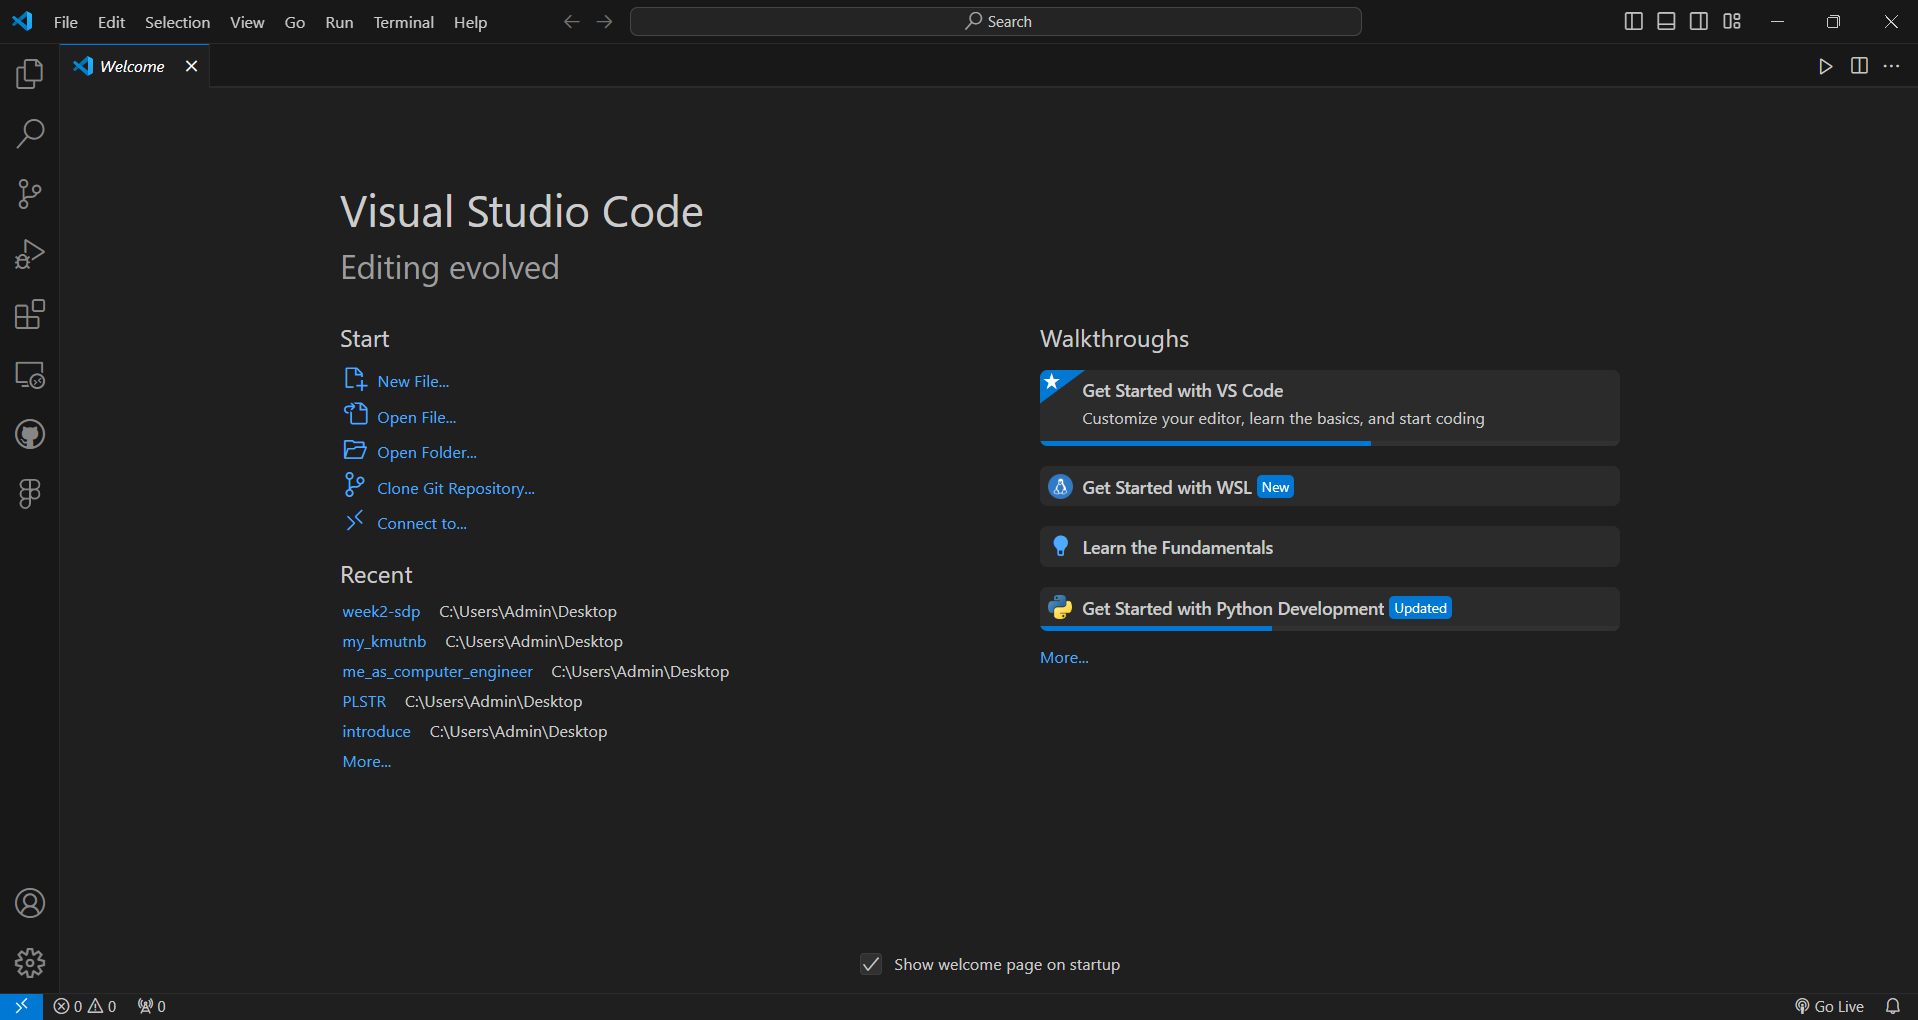 File Edit Selection View Go Run Terminal Help Search
Welcome
Visual Studio Code
Editing evolved
Start
New File...
Open File...
Open Folder...
Clone Git Repository...
Connect to...
Recent
week2-sdp C:\Users\Admin\Desktop
my_kmutnb C:\Users\Admin\Desktop
me_as_computer_engineer C:\Users\Admin\Desktop
PLSTR C:\Users\Admin\Desktop
introduce C:\Users\Admin\Desktop
More...
Walkthroughs
Get Started with VS Code
Customize your editor, learn the basics, and start coding
Get Started with WSL New
Learn the Fundamentals
Get Started with Python Development Updated
More...
Show welcome page on startup
0 0 0 Go Live